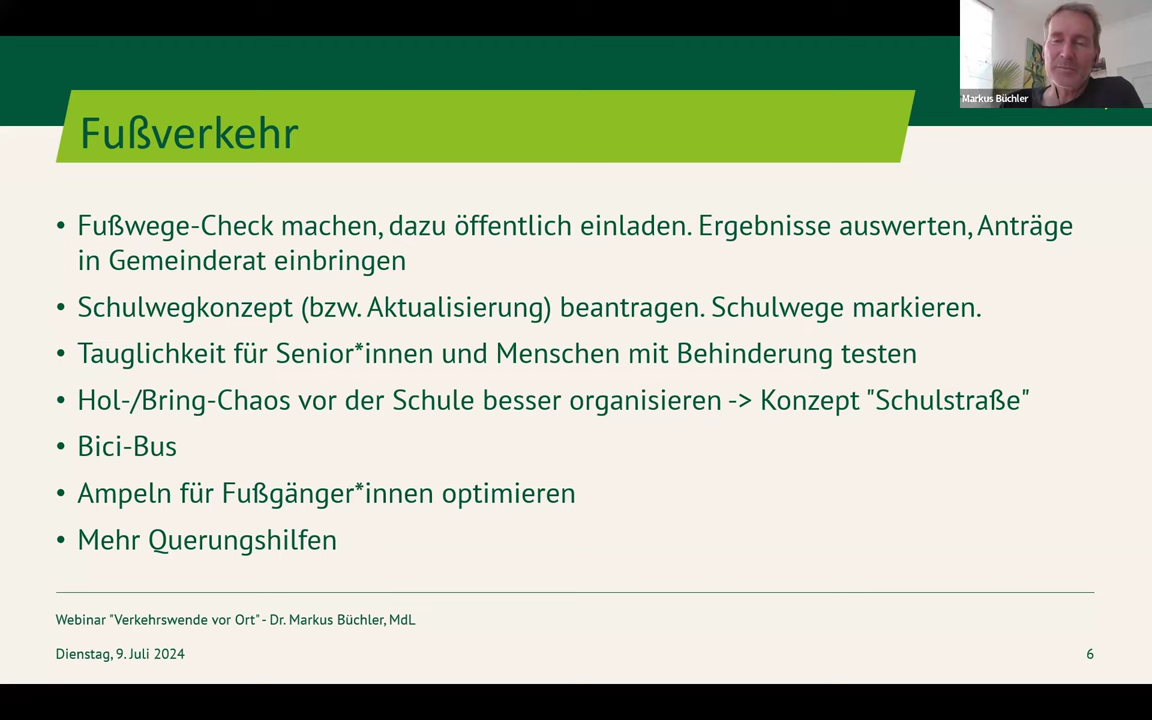 Markus Büchler
Fußverkehr
• Fußwege-Check machen, dazu öffentlich einladen. Ergebnisse auswerten, Anträge
in Gemeinderat einbringen
• Schulwegkonzept (bzw. Aktualisierung) beantragen. Schulwege markieren.
• Tauglichkeit für Senior*innen und Menschen mit Behinderung testen
• Hol-/Bring-Chaos vor der Schule besser organisieren -> Konzept "Schulstraße"
• Bici-Bus
• Ampeln für Fußgänger*innen optimieren
• Mehr Querungshilfen
Webinar "Verkehrswende vor Ort" - Dr. Markus Büchler, MdL
Dienstag, 9. Juli 2024
6